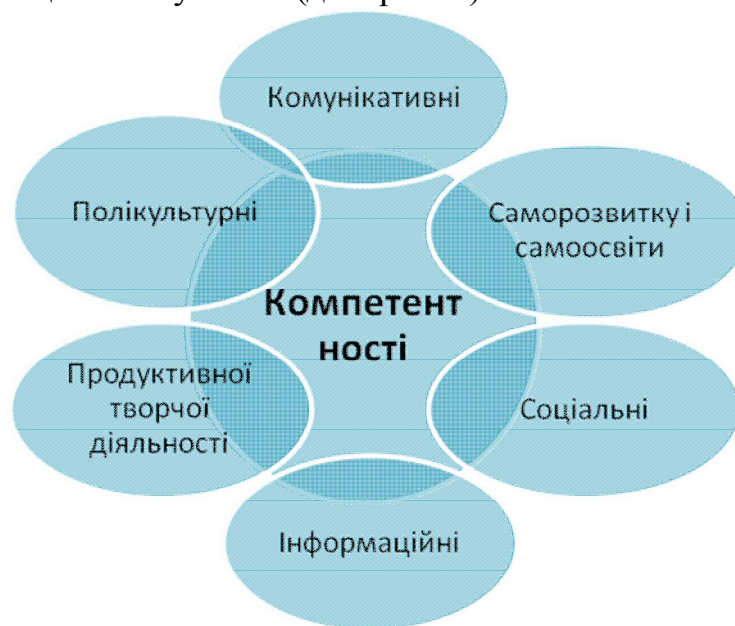 Комунікативні
Полікультурні
Саморозвитку і
самоосвіти
Компетент
ності
Продуктивної
творчої
діяльності
Соціальні
Інформаційні